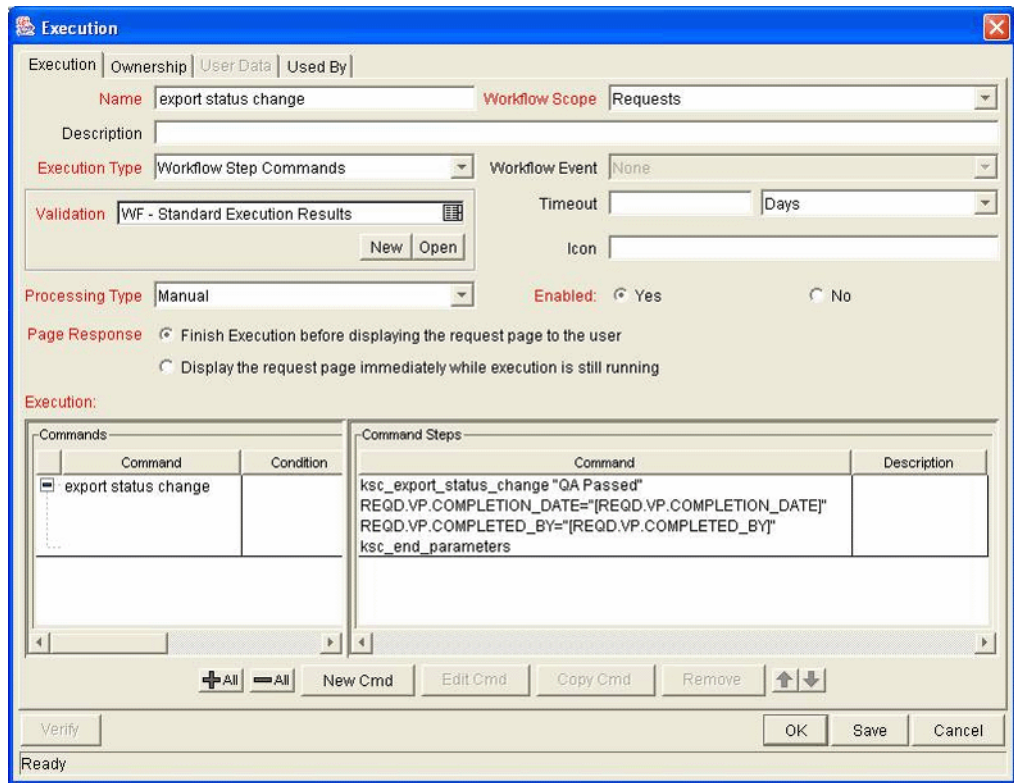 Execution
Execution Ownership User Data Used By
Name export status change Workflow Scope Requests
Description
Execution Type Workflow Step Commands Workflow Event None
Validation WF - Standard Execution Results Timeout Days
New Open Icon
Processing Type Manual Enabled: Yes No
Page Response Finish Execution before displaying the request page to the user
Display the request page immediately while execution is still running
Execution:
Commands Command Steps
Command Condition Command Description
export status change ksc_export_status_change "QA Passed"
REQD.VP.COMPLETION_DATE="[REQD.VP.COMPLETION_DATE]"
REQD.VP.COMPLETED_BY="[REQD.VP.COMPLETED_BY]"
ksc_end_parameters
All All New Cmd Edit Cmd Copy Cmd Remove
Verify OK Save Cancel
Ready